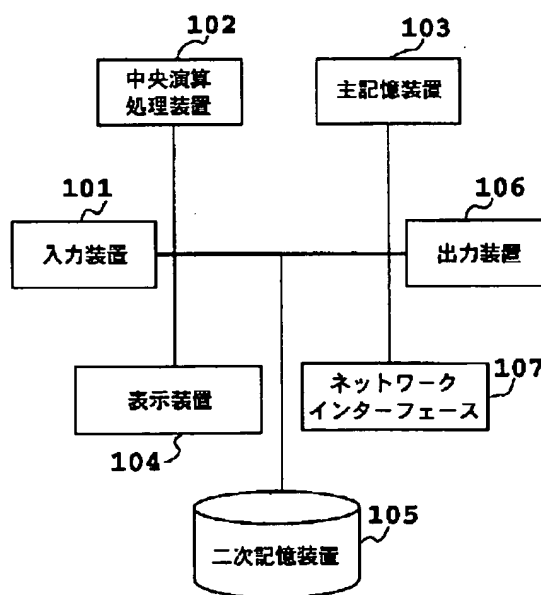 102
中央演算
処理装置
103
主記憶装置
101
入力装置
106
出力装置
表示装置
104
107
ネットワーク
インターフェース
105
二次記憶装置